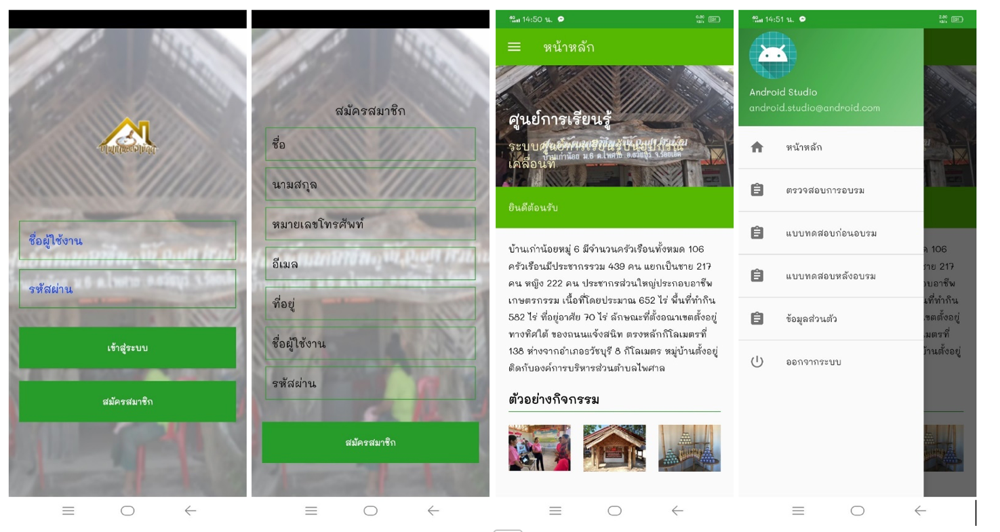 ชื่อผู้ใช้งาน
รหัสผ่าน
เข้าสู่ระบบ
สมัครสมาชิก
สมัครสมาชิก
ชื่อ
นามสกุล
หมายเลขโทรศัพท์
อีเมล
ที่อยู่
ชื่อผู้ใช้งาน
รหัสผ่าน
สมัครสมาชิก
14:50 น.
หน้าหลัก
ศูนย์การเรียนรู้
ระบบศูนย์การเรียนรู้บนอุปกรณ์
เคลื่อนที่
ยินดีต้อนรับ
บ้านเก่าน้อยหมู่ 6 มีจำนวนครัวเรือนทั้งหมด 106
ครัวเรือนมีประชากรรวม 439 คน แยกเป็นชาย 217
คน หญิง 222 คน ประชากรส่วนใหญ่ประกอบอาชีพ
เกษตรกรรม เนื้อที่โดยประมาณ 652 ไร่ พื้นที่ทำกิน
582 ไร่ ที่อยู่อาศัย 70 ไร่ ลักษณะที่ตั้งอณาเขตตั้งอยู่
ทางทิศใต้ ของถนนแจ้งสนิท ตรงหลักกิโลเมตรที่
138 ห่างจากอำเภอธวัชบุรี 8 กิโลเมตร หมู่บ้านตั้งอยู่
ติดกับองค์การบริหารส่วนตำบลไพศาล
ตัวอย่างกิจกรรม
14:51 น.
Android Studio
android.studio@android.com
หน้าหลัก
ตรวจสอบการอบรม
แบบทดสอบก่อนอบรม
แบบทดสอบหลังอบรม
ข้อมูลส่วนตัว
ออกจากระบบ